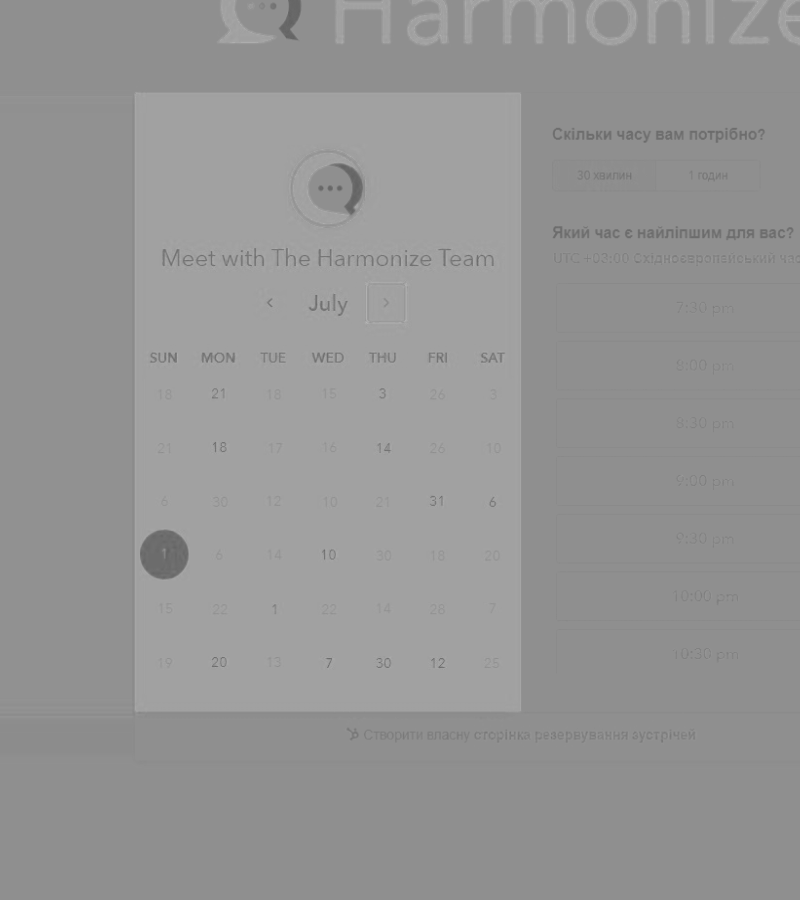 Harmonize
Meet with The Harmonize Team
July
SUN MON TUE WED THU FRI SAT
18 21 18 15 3 26 3
21 18 17 16 14 26 10
6 30 12 10 21 31 6
6 14 10 30 18 20
15 22 1 22 14 28 7
19 20 13 7 30 12 25
Скільки часу вам потрібно?
30 хвилин 1 годин
Який час є найліпшим для вас?
UTC +03:00 Східноєвропейський час
7:30 pm
8:00 pm
8:30 pm
9:00 pm
9:30 pm
10:00 pm
10:30 pm
Створити власну сторінка резервування зустрічей